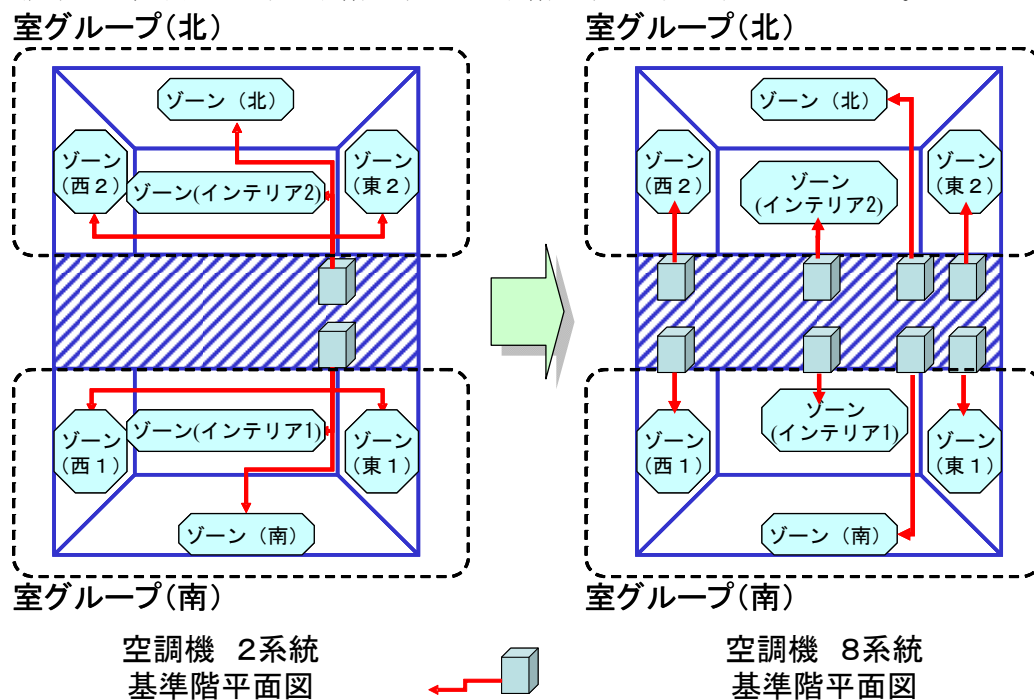 室グループ(北)
ゾーン（北）
ゾーン
(西２)
ゾーン(インテリア2)
ゾーン
(東２)
ゾーン
(西１)
ゾーン(インテリア1)
ゾーン
(東１)
ゾーン（南）
室グループ(南)
空調機　2系統
基準階平面図
室グループ(北)
ゾーン（北）
ゾーン
(西2)
ゾーン
(インテリア2)
ゾーン
(東２)
ゾーン
(西１)
ゾーン
(インテリア1)
ゾーン
(東１)
ゾーン（南）
室グループ(南)
空調機　8系統
基準階平面図